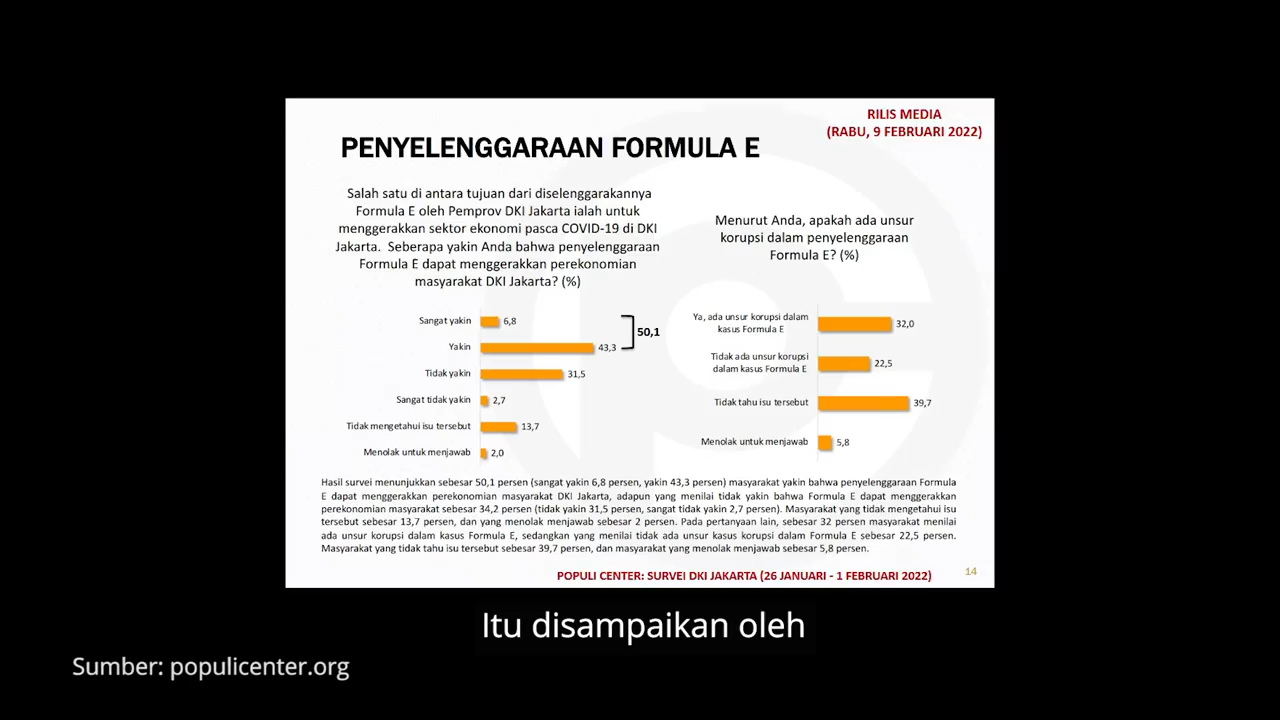 RILIS MEDIA
(RABU, 9 FEBRUARI 2022)
PENYELENGGARAAN FORMULA E
Salah satu di antara tujuan dari diselenggarakannya
Formula E oleh Pemprov DKI Jakarta ialah untuk
menggerakkan sektor ekonomi pasca COVID-19 di DKI
Jakarta. Seberapa yakin Anda bahwa penyelenggaraan
Formula E dapat menggerakkan perekonomian
masyarakat DKI Jakarta? (%)
Sangat yakin 6,8
Yakin 43,3
50,1
Tidak yakin 31,5
Sangat tidak yakin 2,7
Tidak mengetahui isu tersebut 13,7
Menolak untuk menjawab 2,0
Menurut Anda, apakah ada unsur
korupsi dalam penyelenggaraan
Formula E? (%)
Ya, ada unsur korupsi dalam
kasus Formula E 32,0
Tidak ada unsur korupsi
dalam kasus Formula E 22,5
Tidak tahu isu tersebut 39,7
Menolak untuk menjawab 5,8
Hasil survei menunjukkan sebesar 50,1 persen (sangat yakin 6,8 persen, yakin 43,3 persen) masyarakat yakin bahwa penyelenggaraan Formula
E dapat menggerakkan perekonomian masyarakat DKI Jakarta, adapun yang menilai tidak yakin bahwa Formula E dapat menggerakkan
perekonomian masyarakat sebesar 34,2 persen (tidak yakin 31,5 persen, sangat tidak yakin 2,7 persen). Masyarakat yang tidak mengetahui isu
tersebut sebesar 13,7 persen, dan yang menolak menjawab sebesar 2 persen. Pada pertanyaan lain, sebesar 32 persen masyarakat menilai
ada unsur korupsi dalam kasus Formula E, sedangkan yang menilai tidak ada unsur kasus korupsi dalam Formula E sebesar 22,5 persen.
Masyarakat yang tidak tahu isu tersebut sebesar 39,7 persen, dan masyarakat yang menolak menjawab sebesar 5,8 persen.
POPULI CENTER: SURVEI DKI JAKARTA (26 JANUARI - 1 FEBRUARI 2022)
14
Itu disampaikan oleh
Sumber: populicenter.org